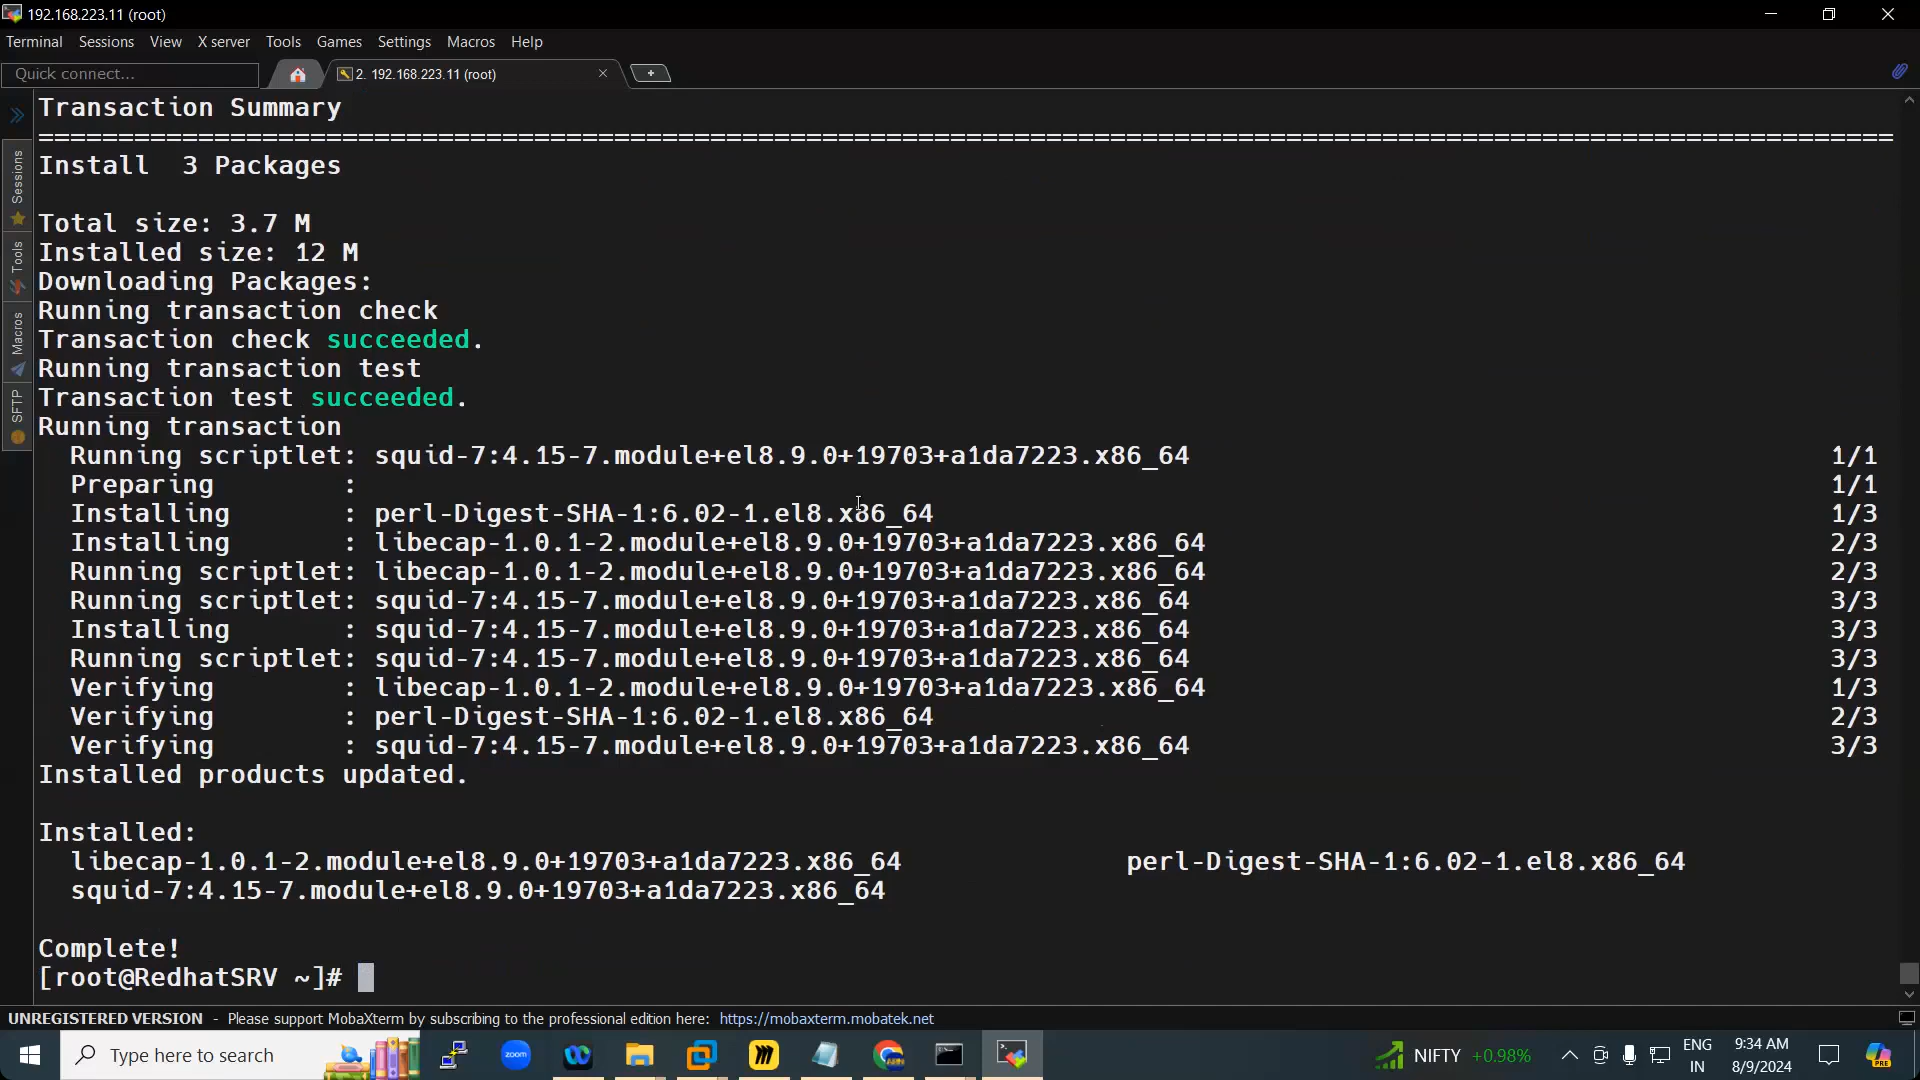 192.168.223.11 (root)
Terminal Sessions View X server Tools Games Settings Macros Help
Quick connect...
2. 192.168.223.11 (root)
Sessions
Tools
Macros
SFTP
Transaction Summary
====================================================================================================================
Install  3 Packages
Total size: 3.7 M
Installed size: 12 M
Downloading Packages:
Running transaction check
Transaction check succeeded.
Running transaction test
Transaction test succeeded.
Running transaction
Running scriptlet: squid-7:4.15-7.module+el8.9.0+19703+a1da7223.x86_64 1/1
Preparing : 1/1
Installing : perl-Digest-SHA-1:6.02-1.el8.x86_64 1/3
Installing : libecap-1.0.1-2.module+el8.9.0+19703+a1da7223.x86_64 2/3
Running scriptlet: libecap-1.0.1-2.module+el8.9.0+19703+a1da7223.x86_64 2/3
Running scriptlet: squid-7:4.15-7.module+el8.9.0+19703+a1da7223.x86_64 3/3
Installing : squid-7:4.15-7.module+el8.9.0+19703+a1da7223.x86_64 3/3
Running scriptlet: squid-7:4.15-7.module+el8.9.0+19703+a1da7223.x86_64 3/3
Verifying : libecap-1.0.1-2.module+el8.9.0+19703+a1da7223.x86_64 1/3
Verifying : perl-Digest-SHA-1:6.02-1.el8.x86_64 2/3
Verifying : squid-7:4.15-7.module+el8.9.0+19703+a1da7223.x86_64 3/3
Installed products updated.
Installed:
libecap-1.0.1-2.module+el8.9.0+19703+a1da7223.x86_64 perl-Digest-SHA-1:6.02-1.el8.x86_64
squid-7:4.15-7.module+el8.9.0+19703+a1da7223.x86_64
Complete!
[root@RedhatSRV ~]#
UNREGISTERED VERSION - Please support MobaXterm by subscribing to the professional edition here: https://mobaxterm.mobatek.net
Type here to search
zoom
NIFTY +0.98%
ENG
IN
9:34 AM
8/9/2024
PRE